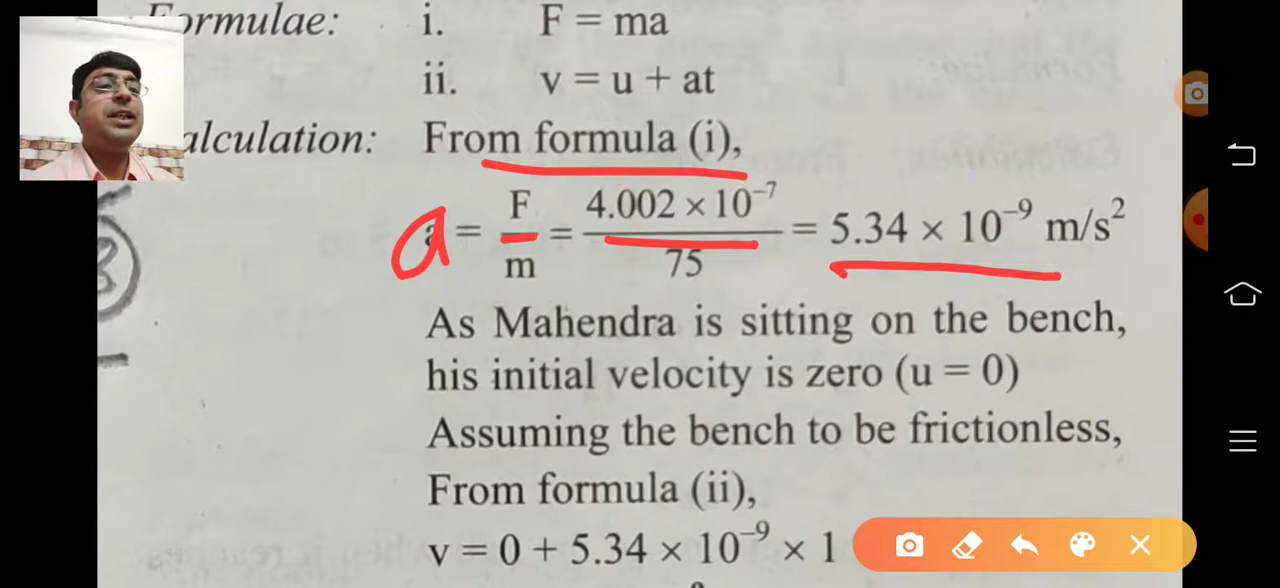 ormulae: i. F = ma
ii. v = u + at
alculation: From formula (i),
a = F/m = 4.002 × 10⁻⁷/75 = 5.34 × 10⁻⁹ m/s²
As Mahendra is sitting on the bench,
his initial velocity is zero (u = 0)
Assuming the bench to be frictionless,
From formula (ii),
v = 0 + 5.34 × 10⁻⁹ × 1